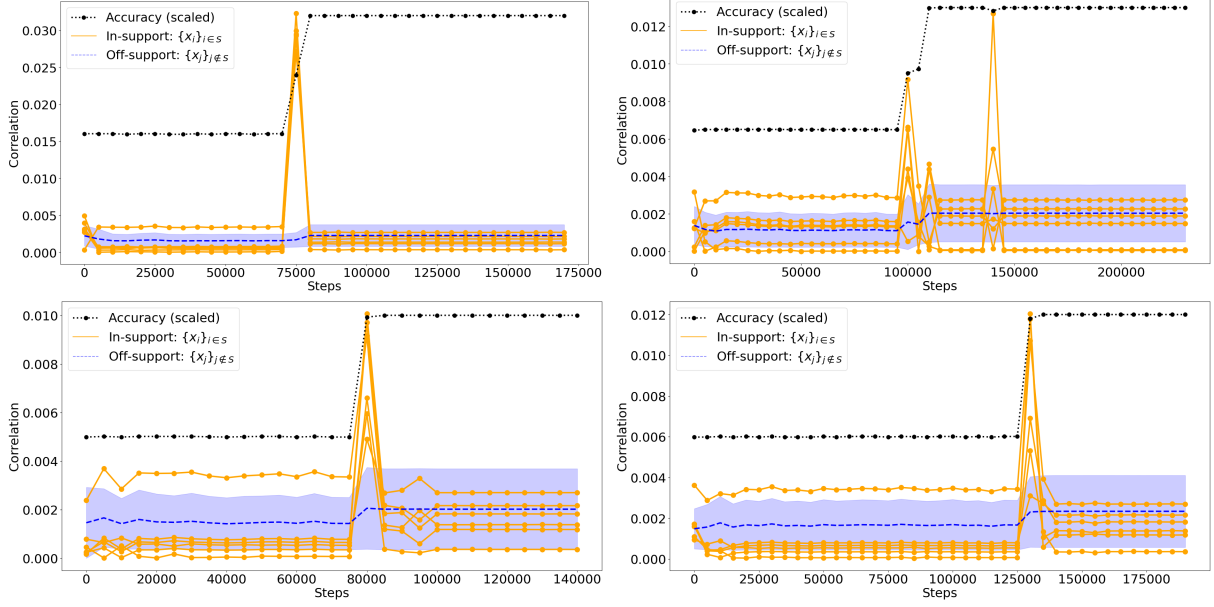 Accuracy (scaled)
In-support: {x_i}_{i∈S}
Off-support: {x_j}_{j∉S}
Correlation
0.030
0.025
0.020
0.015
0.010
0.005
0.000
0 25000 50000 75000 100000 125000 150000 175000
Steps
Accuracy (scaled)
In-support: {x_i}_{i∈S}
Off-support: {x_j}_{j∉S}
Correlation
0.012
0.010
0.008
0.006
0.004
0.002
0.000
0 50000 100000 150000 200000
Steps
Accuracy (scaled)
In-support: {x_i}_{i∈S}
Off-support: {x_j}_{j∉S}
Correlation
0.010
0.008
0.006
0.004
0.002
0.000
0 20000 40000 60000 80000 100000 120000 140000
Steps
Accuracy (scaled)
In-support: {x_i}_{i∈S}
Off-support: {x_j}_{j∉S}
Correlation
0.012
0.010
0.008
0.006
0.004
0.002
0.000
0 25000 50000 75000 100000 125000 150000 175000
Steps